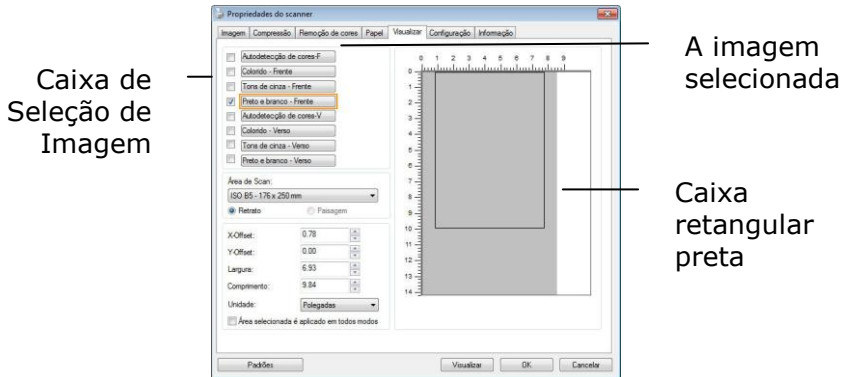 Propriedades do scanner
Imagem Compressão Remoção de cores Papel Visualizar Configuração Informação
Autodetecção de cores-F
Colorido - Frente
Tons de cinza - Frente
Preto e branco - Frente
Autodetecção de cores-V
Colorido - Verso
Tons de cinza - Verso
Preto e branco - Verso
Área de Scan:
ISO B5 - 176 x 250 mm
Retrato Paisagem
X-Offset: 0.78
Y-Offset: 0.00
Largura: 6.93
Comprimento: 9.84
Unidade: Polegadas
Área selecionada é aplicado em todos modos
0 1 2 3 4 5 6 7 8 9
0
1
2
3
4
5
6
7
8
9
10
11
12
13
14
Padrões Visualizar OK Cancelar
Caixa de
Seleção de
Imagem
A imagem
selecionada
Caixa
retangular
preta